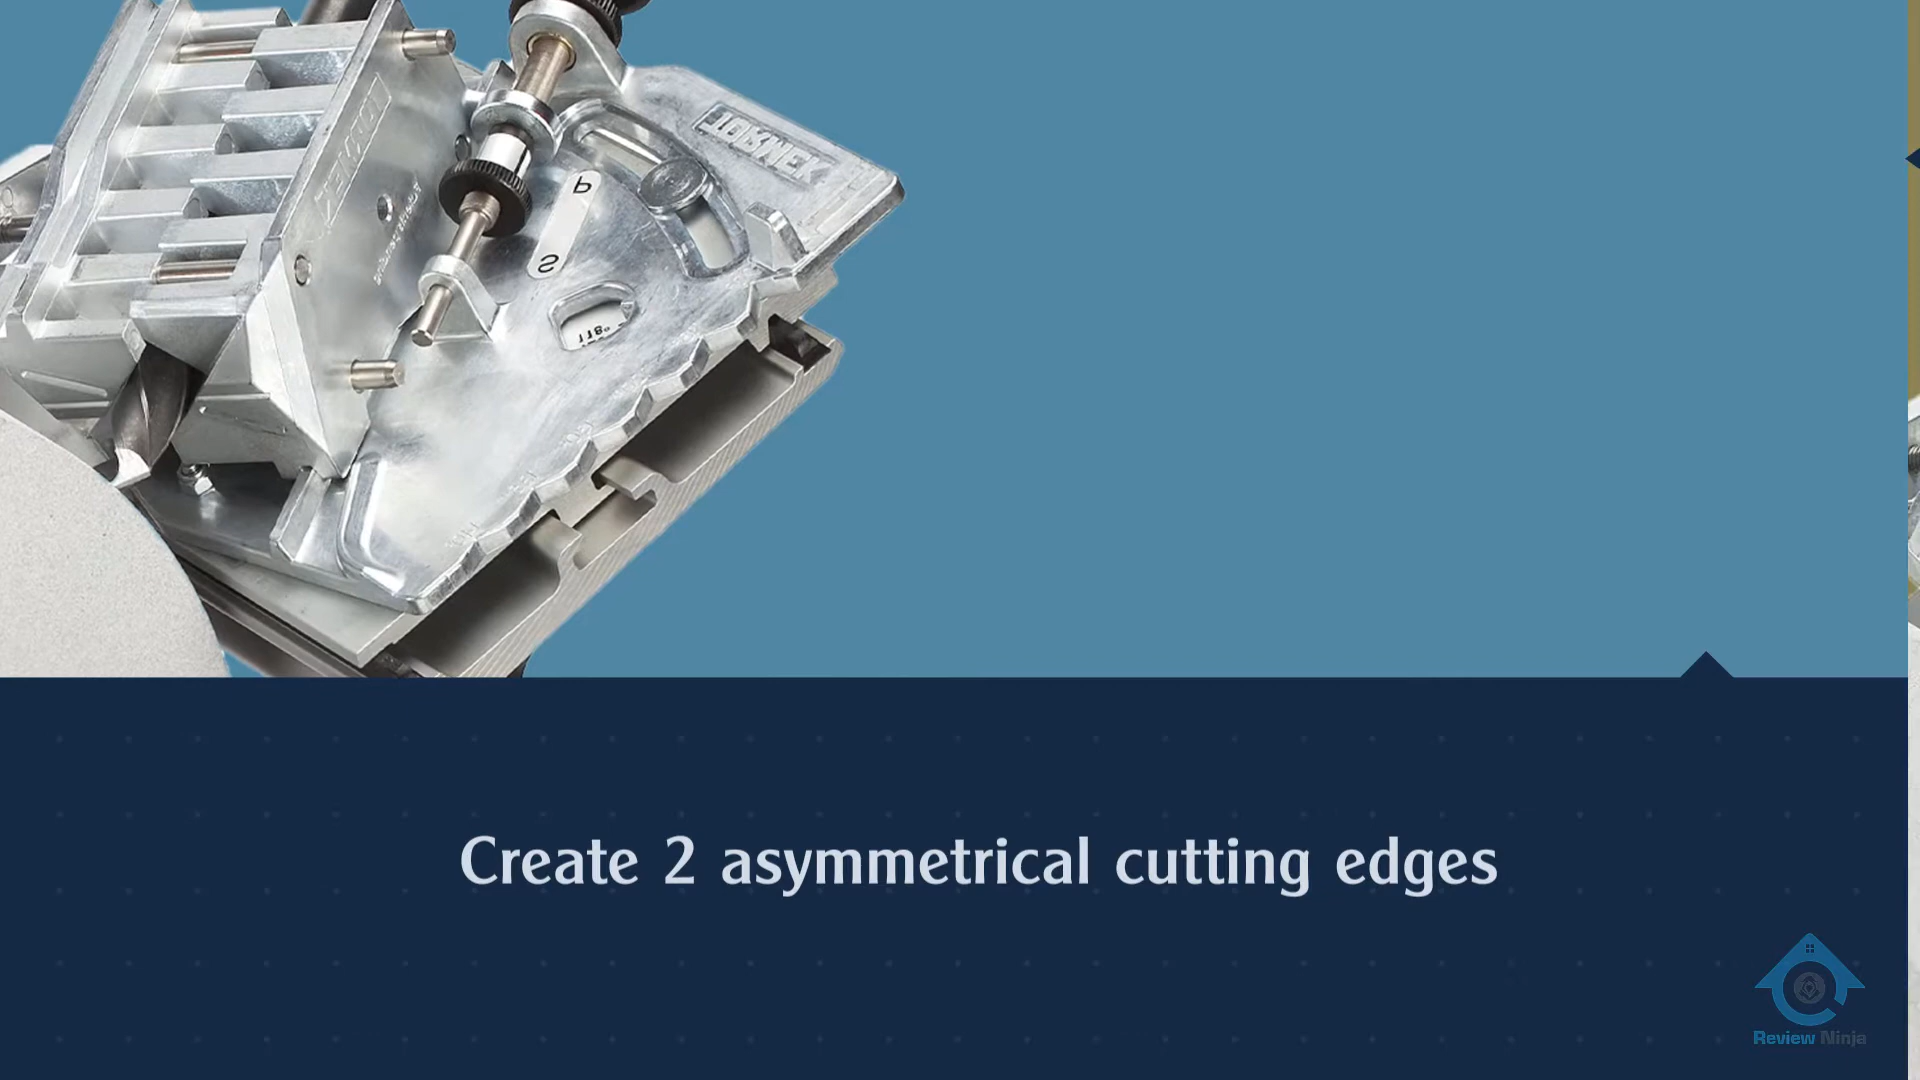 TORMEK
TORMEK
P
S
118°
Create 2 asymmetrical cutting edges
Review Ninja